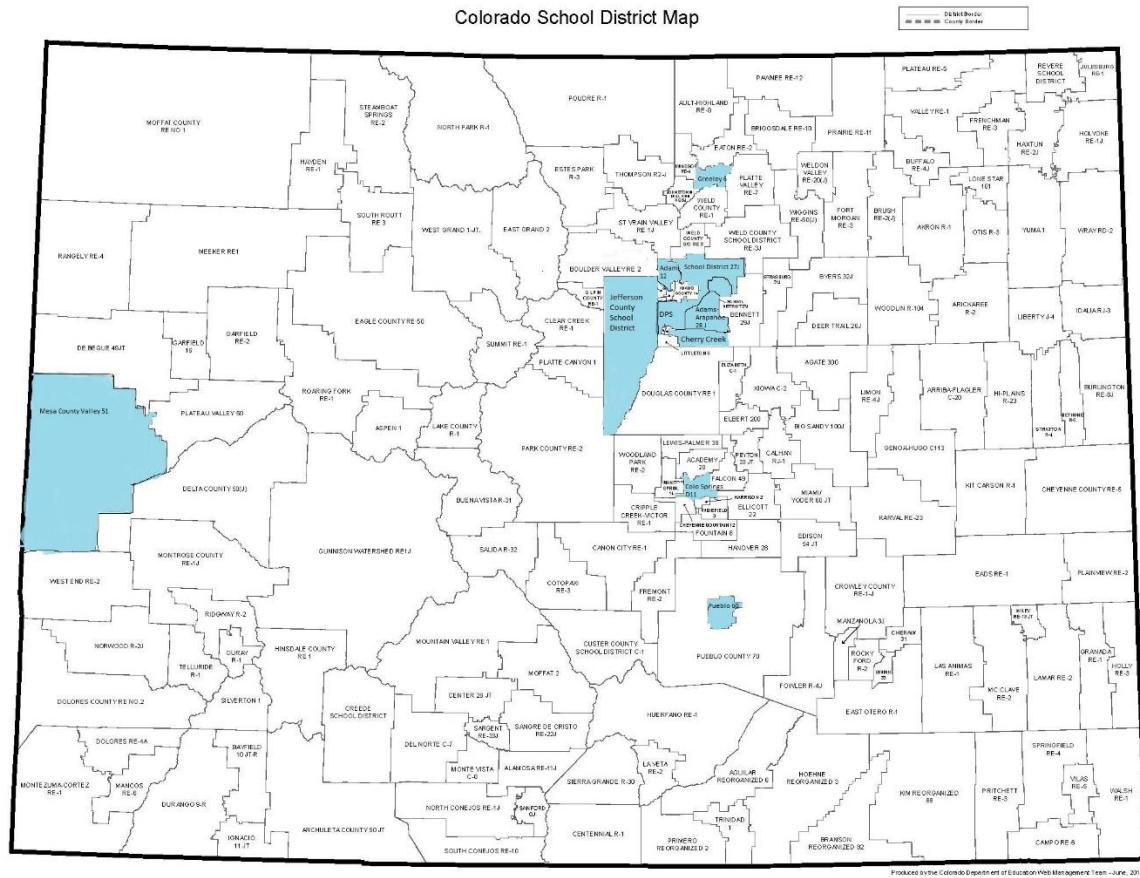 Colorado School District Map
District Border
County Border
MOFFAT COUNTY
RE NO 1
STEAMBOAT
SPRINGS
RE-2
NORTH PARK R-1
POUDRE R-1
AULT-HIGHLAND
RE-9
PAWNEE RE-12
PLATEAU RE-5
REVERE
SCHOOL
DISTRICT
JULESBURG
RE-1
HAYDEN
RE-1
ESTES PARK
R-3
THOMPSON R2-J
EATON RE-2
BRIGGSDALE RE-10
PRAIRIE RE-11
VALLEY RE-1
FRENCHMAN
RE-3
HAXTUN
RE-2J
HOLYOKE
RE-1J
Greeley 6
PLATTE
VALLEY
RE-7
WELDON
VALLEY
RE-20(J)
BUFFALO
RE-4J
LONE STAR
101
SOUTH ROUTT
RE 3
WEST GRAND 1-JT.
EAST GRAND 2
ST VRAIN VALLEY
RE 1J
WELD
COUNTY
RE-1
WIGGINS
RE-50(J)
FORT
MORGAN
RE-3
BRUSH
RE-2(J)
AKRON R-1
OTIS R-3
YUMA 1
WRAY RD-2
RANGELY RE-4
MEEKER RE1
WELD COUNTY
SCHOOL DISTRICT
RE-3J
BOULDER VALLEY RE 2
Adams
12
School District 27J
BYERS 32J
WOODLIN R-104
ARICKAREE
R-2
LIBERTY J-4
IDALIA RJ-3
EAGLE COUNTY RE-50
CLEAR CREEK
RE-1
Jefferson
County
School
District
DPS
Adams-
Arapahoe
28 J
BENNETT
29J
DEER TRAIL 26J
DE BEQUE 49JT
GARFIELD
16
GARFIELD
RE-2
SUMMIT RE-1
Cherry Creek
LITTLETON 6
PLATTE CANYON 1
ELIZABETH
C-1
KIOWA C-2
AGATE 300
ROARING FORK
RE-1
ASPEN 1
LAKE COUNTY
R-1
PARK COUNTY RE-2
DOUGLAS COUNTY RE 1
ELBERT 200
BIG SANDY 100J
LIMON
RE-4J
ARRIBA-FLAGLER
C-20
HI-PLAINS
R-23
STRATTON
R-4
BETHUNE
R-5
BURLINGTON
RE-6J
Mesa County Valley 51
PLATEAU VALLEY 50
LEWIS-PALMER 38
GENOA-HUGO C113
WOODLAND
PARK
RE-2
ACADEMY
20
PEYTON
23 JT
CALHAN
RJ-1
FALCON 49
Colo Springs
D11
DELTA COUNTY 50(J)
BUENA VISTA R-31
CRIPPLE
CREEK-VICTOR
RE-1
HARRISON 2
ELLICOTT
22
MIAMI/
YODER 60 JT
KIT CARSON R-1
CHEYENNE COUNTY RE-5
CHEYENNE MOUNTAIN 12
FOUNTAIN 8
KARVAL RE-23
GUNNISON WATERSHED RE1J
SALIDA R-32
CANON CITY RE-1
HANOVER 28
EDISON
54 JT
MONTROSE COUNTY
RE-1J
WEST END RE-2
COTOPAXI
RE-3
FREMONT
RE-2
CROWLEY COUNTY
RE-1-J
EADS RE-1
PLAINVIEW RE-2
RIDGWAY R-2
Pueblo 60
MANZANOLA 3J
CHERAW
31
NORWOOD R-2J
TELLURIDE
R-1
OURAY
R-1
HINSDALE COUNTY
RE 1
MOUNTAIN VALLEY RE-1
CUSTER COUNTY
SCHOOL DISTRICT C-1
PUEBLO COUNTY 70
ROCKY
FORD
R-2
LAS ANIMAS
RE-1
MC CLAVE
RE-2
LAMAR RE-2
GRANADA
RE-1
HOLLY
RE-3
MOFFAT 2
DOLORES COUNTY RE NO.2
SILVERTON 1
CENTER 26 JT
FOWLER R-4J
EAST OTERO R-1
CREEDE
SCHOOL DISTRICT
SARGENT
RE-33J
SANGRE DE CRISTO
RE-22J
HUERFANO RE-1
DOLORES RE-4A
BAYFIELD
10 JT-R
DEL NORTE C-7
MONTE VISTA
C-8
ALAMOSA RE-11J
LA VETA
RE-2
AGUILAR
REORGANIZED 6
HOEHNE
REORGANIZED 3
KIM REORGANIZED
88
PRITCHETT
RE-3
SPRINGFIELD
RE-4
VILAS
RE-5
WALSH
RE-1
MONTEZUMA-CORTEZ
RE-1
MANCOS
RE-6
DURANGO 9-R
SIERRA GRANDE R-30
NORTH CONEJOS RE-1J
SANFORD
6J
IGNACIO
11 JT
ARCHULETA COUNTY 50 JT
CENTENNIAL R-1
TRINIDAD
1
PRIMERO
REORGANIZED 2
BRANSON
REORGANIZED 82
CAMPO RE-6
SOUTH CONEJOS RE-10
Produced by the Colorado Department of Education Web Management Team - June, 201